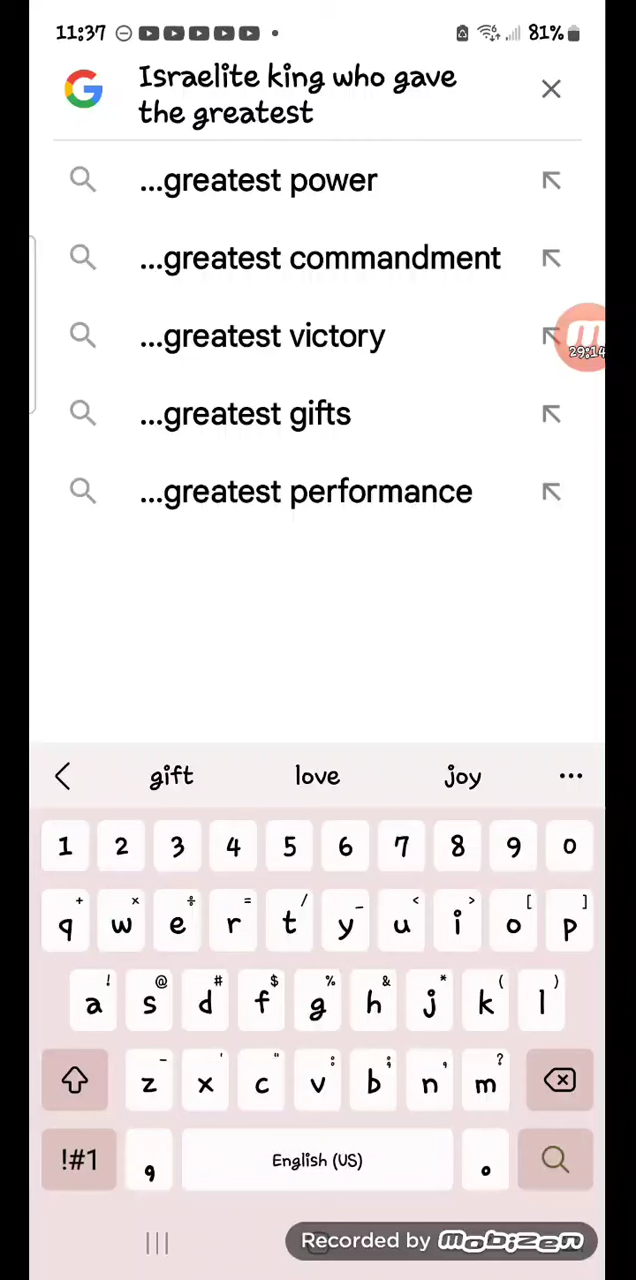 11:37 81%
Israelite king who gave
the greatest
...greatest power
...greatest commandment
...greatest victory
29:14
...greatest gifts
...greatest performance
gift love joy ...
1 2 3 4 5 6 7 8 9 0
+ × ÷ = / _ < > [ ]
q w e r t y u i o p
! @ # $ % & * ( )
a s d f g h j k l
- ' " : ; , ?
z x c v b n m
!#1 , English (US) .
Recorded by mobizen